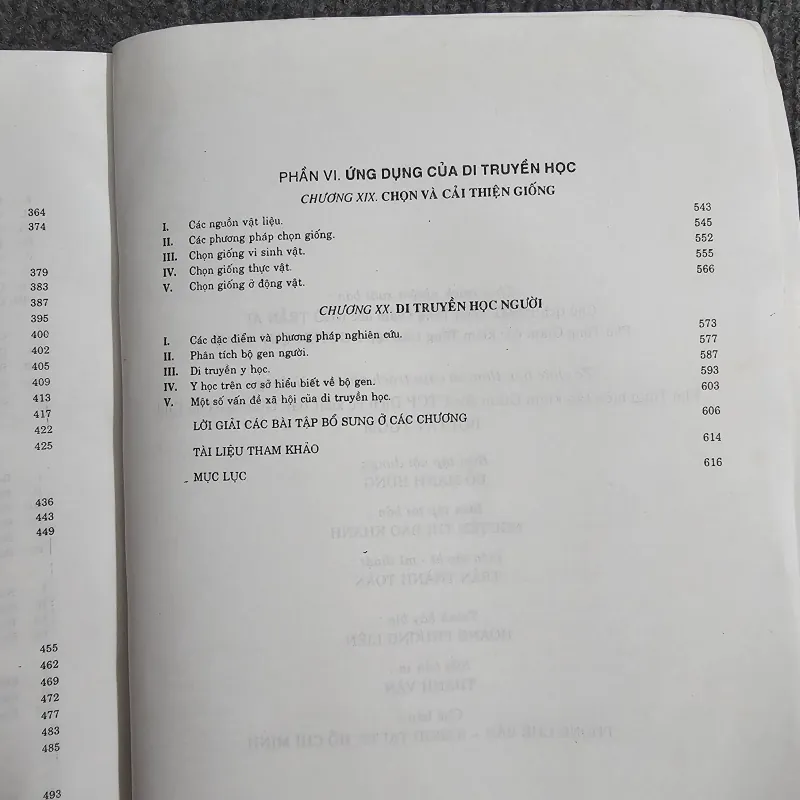 364
374
379
383
387
395
400
402
405
409
413
417
422
425
436
443
449
455
462
469
472
477
483
485
493
PHẦN VI. ỨNG DỤNG CỦA DI TRUYỀN HỌC
CHƯƠNG XIX. CHỌN VÀ CẢI THIỆN GIỐNG
I. Các nguồn vật liệu. 543
II. Các phương pháp chọn giống. 545
III. Chọn giống vi sinh vật. 552
IV. Chọn giống thực vật. 555
V. Chọn giống ở động vật. 566
CHƯƠNG XX. DI TRUYỀN HỌC NGƯỜI
I. Các đặc điểm và phương pháp nghiên cứu. 573
II. Phân tích bộ gen người. 577
III. Di truyền y học. 587
IV. Y học trên cơ sở hiểu biết về bộ gen. 593
V. Một số vấn đề xã hội của di truyền học. 603
LỜI GIẢI CÁC BÀI TẬP BỔ SUNG Ở CÁC CHƯƠNG 606
TÀI LIỆU THAM KHẢO 614
MỤC LỤC 616